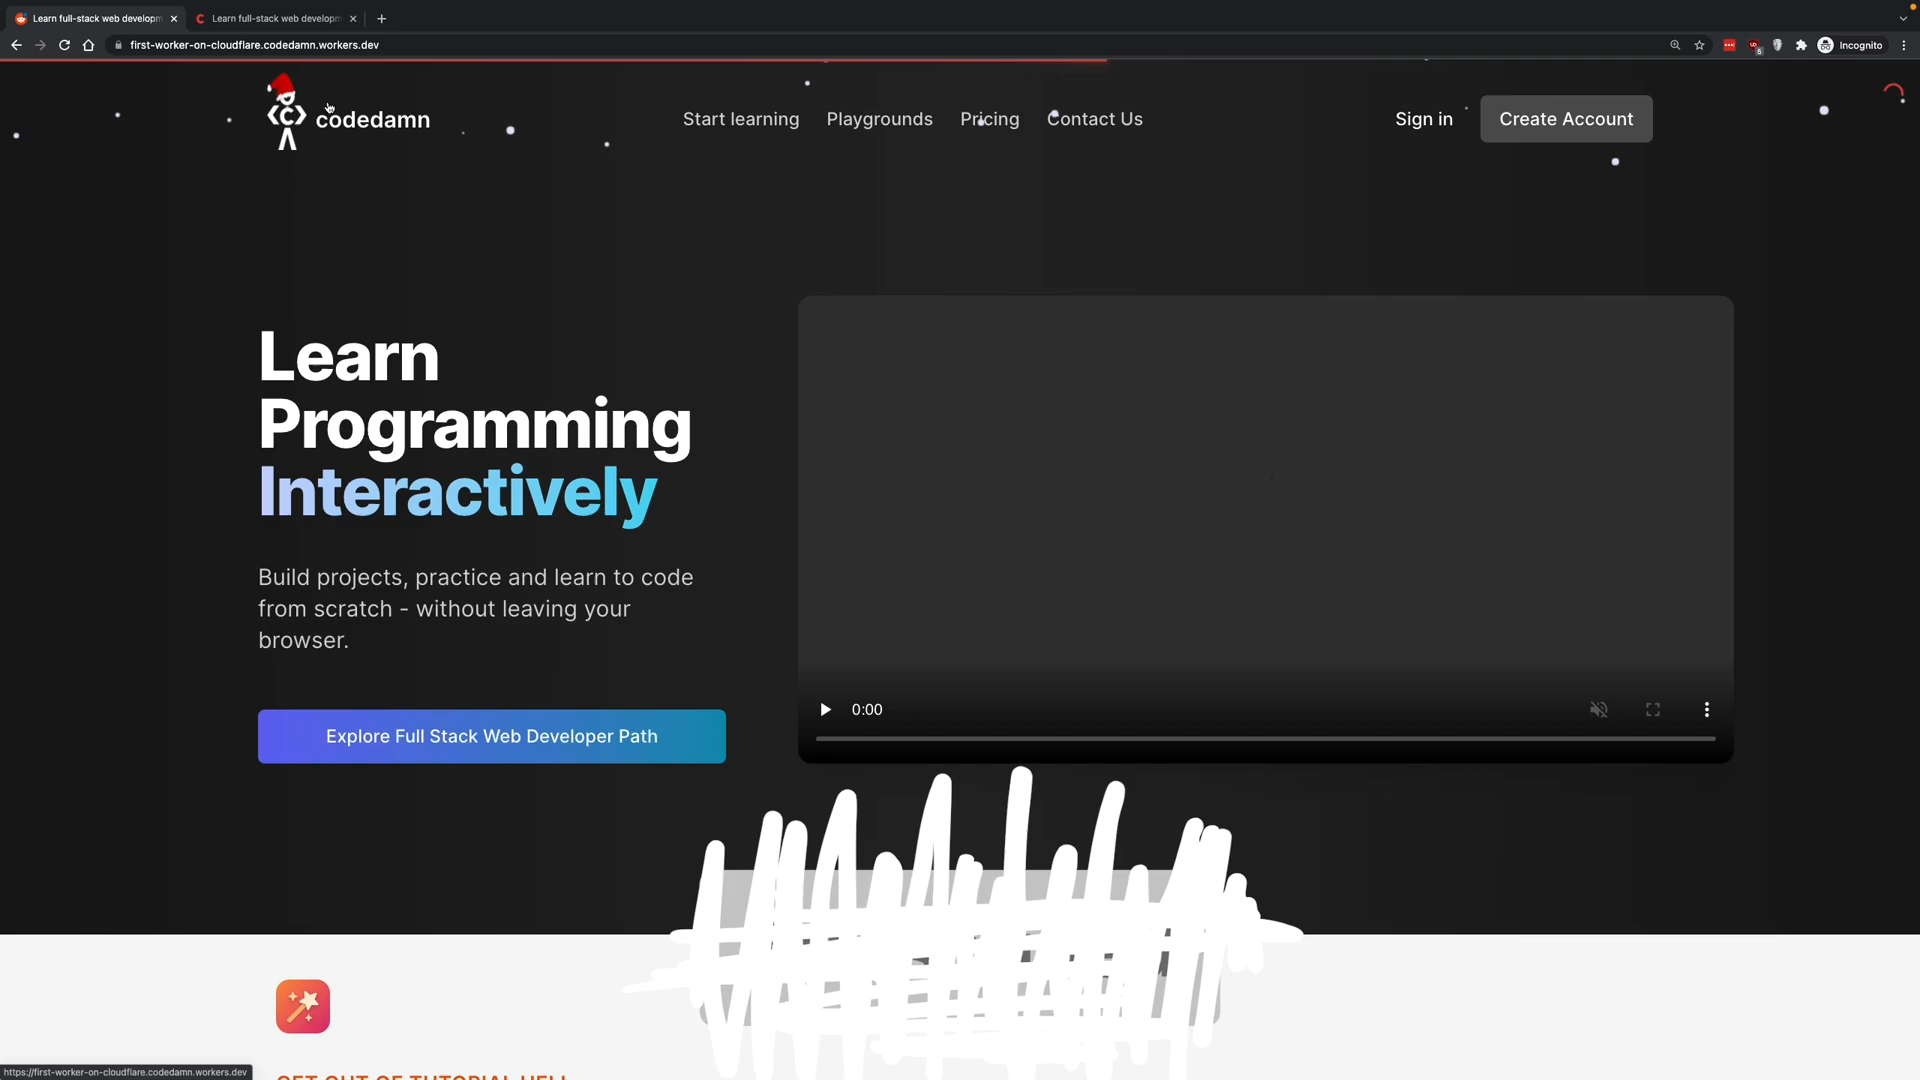 Learn full-stack web developm
Learn full-stack web developm
first-worker-on-cloudflare.codedamn.workers.dev
Incognito
codedamn
Start learning
Playgrounds
Pricing
Contact Us
Sign in
Create Account
Learn
Programming
Interactively
Build projects, practice and learn to code
from scratch - without leaving your
browser.
Explore Full Stack Web Developer Path
0:00
https://first-worker-on-cloudflare.codedamn.workers.dev
GET OUT OF TUTORIAL HELL